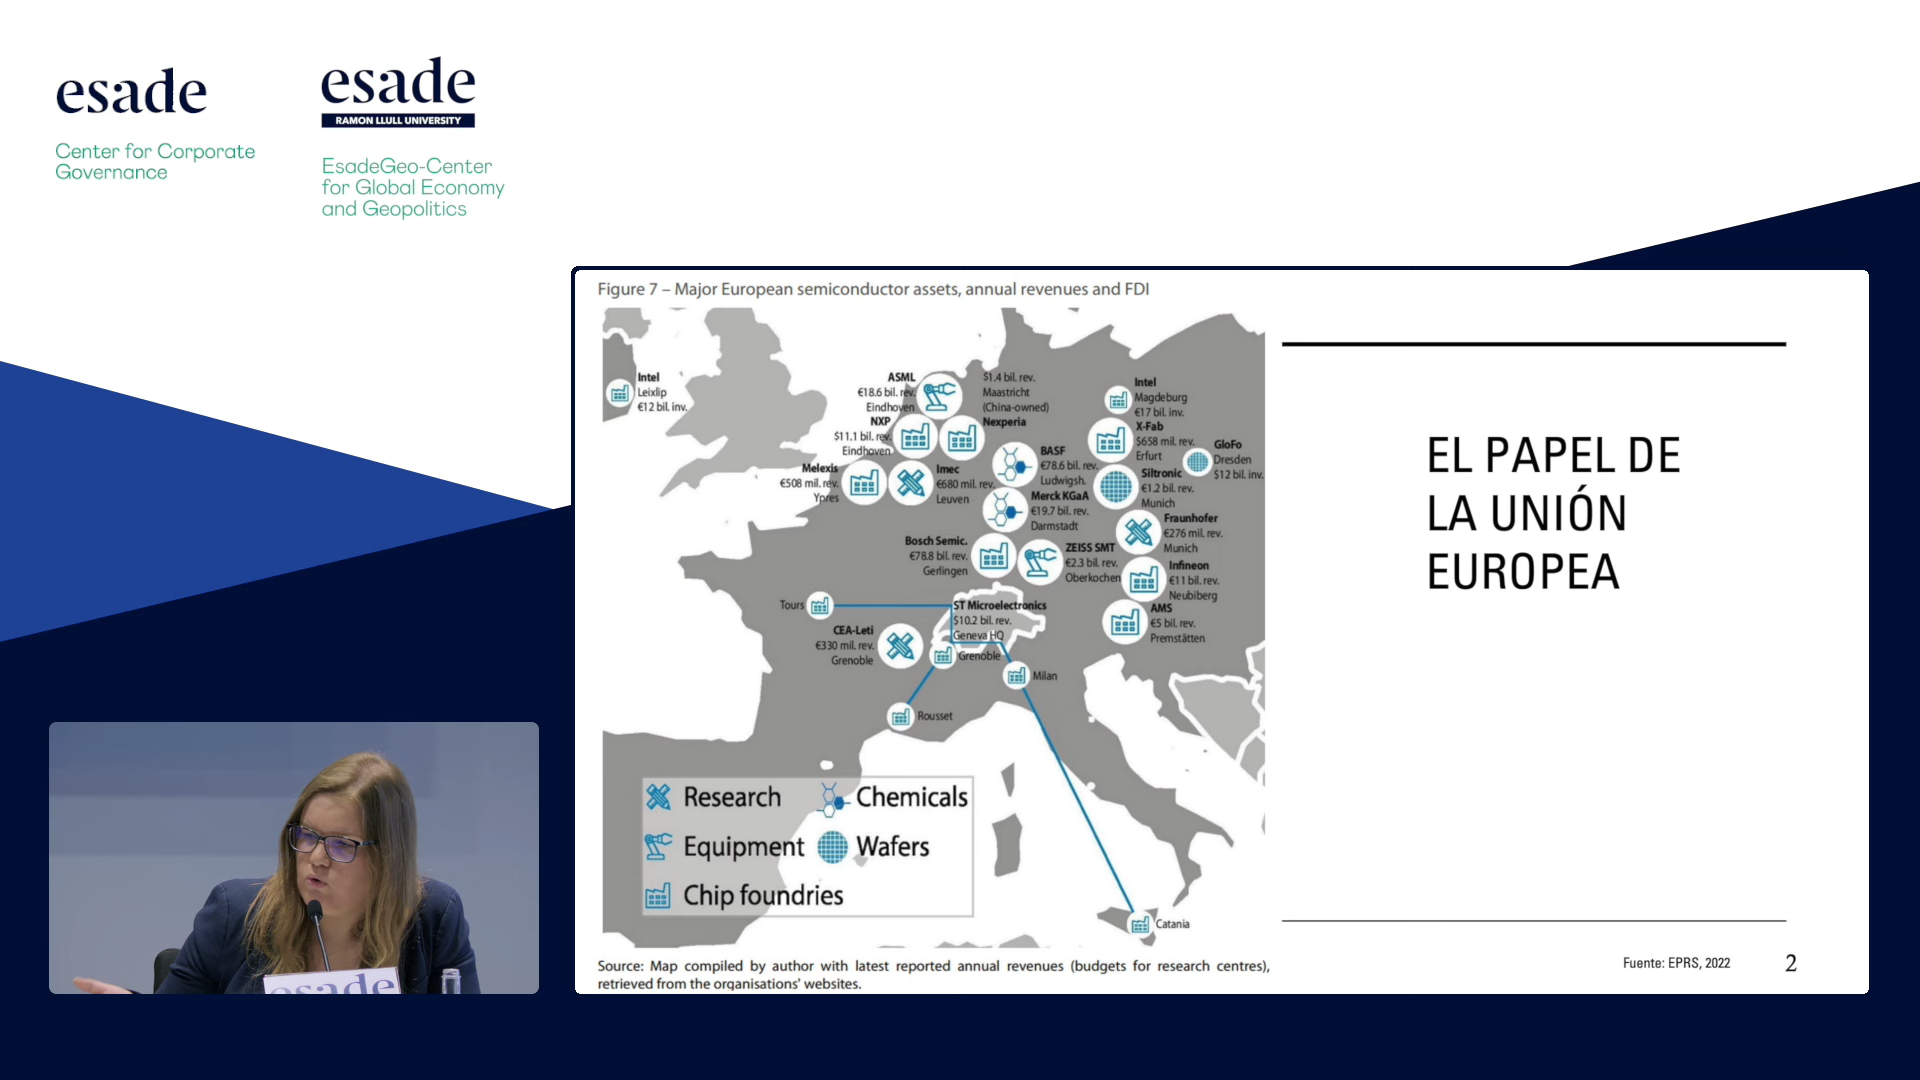 esade
Center for Corporate
Governance
esade
RAMON LLULL UNIVERSITY
EsadeGeo-Center
for Global Economy
and Geopolitics
Figure 7 – Major European semiconductor assets, annual revenues and FDI
Intel
Leixlip
€12 bil. inv.
ASML
€18.6 bil. rev.
Eindhoven
NXP
$11.1 bil. rev.
Eindhoven
$1.4 bil. rev.
Maastricht
(China-owned)
Nexperia
Melexis
€508 mil. rev.
Ypres
Imec
€680 mil. rev.
Leuven
BASF
€78.6 bil. rev.
Ludwigsh.
Merck KGaA
€19.7 bil. rev.
Darmstadt
Intel
Magdeburg
€17 bil. inv.
X-Fab
$658 mil. rev.
Erfurt
GloFo
Dresden
$12 bil. inv.
Siltronic
€1.2 bil. rev.
Munich
Fraunhofer
€276 mil. rev.
Munich
Bosch Semic.
€78.8 bil. rev.
Gerlingen
ZEISS SMT
€2.3 bil. rev.
Oberkochen
Infineon
€11 bil. rev.
Neubiberg
AMS
€5 bil. rev.
Premstätten
Tours
ST Microelectronics
$10.2 bil. rev.
Geneva HQ
CEA-Leti
€330 mil. rev.
Grenoble
Grenoble
Milan
Rousset
Catania
Research
Chemicals
Equipment
Wafers
Chip foundries
Source: Map compiled by author with latest reported annual revenues (budgets for research centres),
retrieved from the organisations' websites.
EL PAPEL DE
LA UNIÓN
EUROPEA
Fuente: EPRS, 2022
2
esade